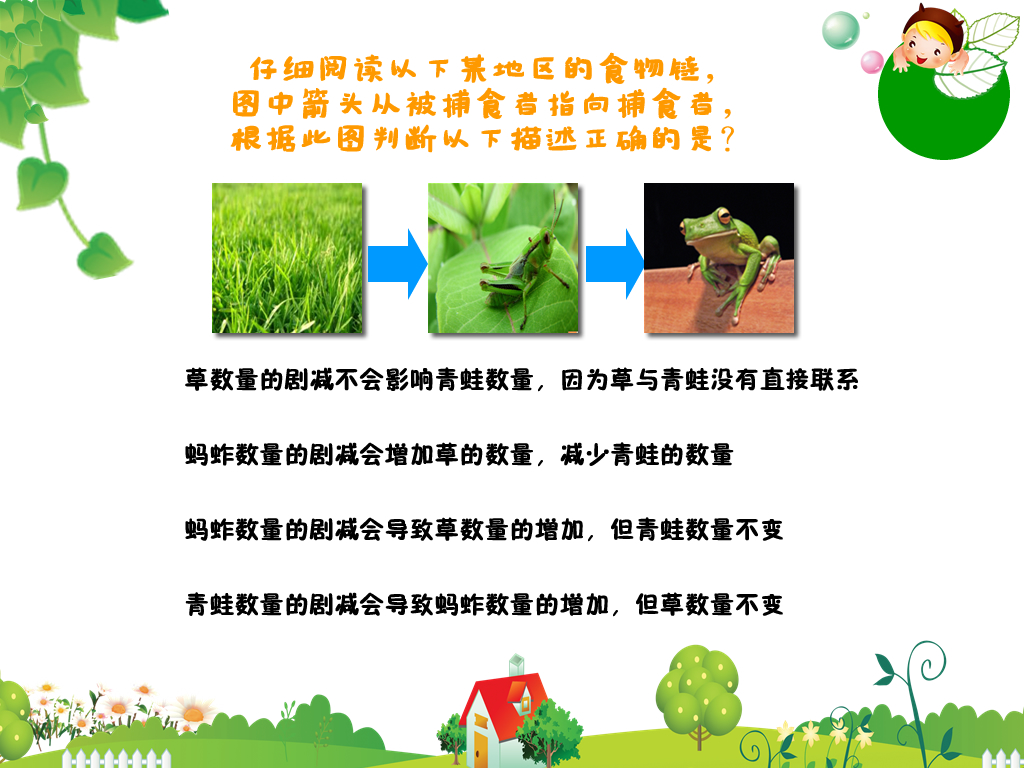 仔细阅读以下某地区的食物链，
图中箭头从被捕食者指向捕食者，
根据此图判断以下描述正确的是？
草数量的剧减不会影响青蛙数量，因为草与青蛙没有直接联系
蚂蚱数量的剧减会增加草的数量，减少青蛙的数量
蚂蚱数量的剧减会导致草数量的增加，但青蛙数量不变
青蛙数量的剧减会导致蚂蚱数量的增加，但草数量不变